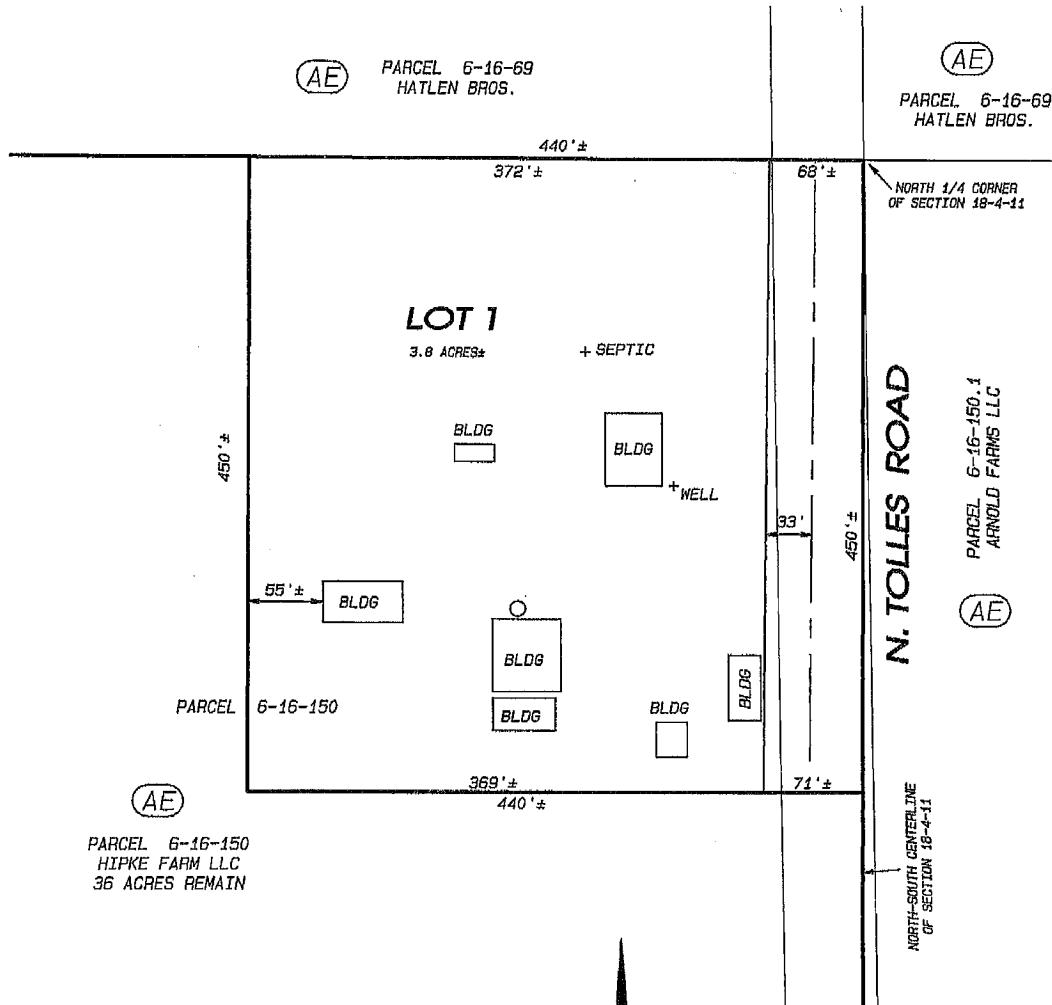 AE
PARCEL 6-16-69
HATLEN BROS.
AE
PARCEL 6-16-69
HATLEN BROS.
440'±
372'±
68'±
NORTH 1/4 CORNER
OF SECTION 18-4-11
LOT 1
3.8 ACRES±
+ SEPTIC
BLDG
BLDG
+ WELL
450'±
33'
450'±
N. TOLLES ROAD
PARCEL 6-16-150.1
ARNOLD FARMS LLC
AE
55'±
BLDG
BLDG
BLDG
BLDG
BLDG
PARCEL 6-16-150
369'±
440'±
71'±
AE
PARCEL 6-16-150
HIPKE FARM LLC
36 ACRES REMAIN
NORTH-SOUTH CENTERLINE
OF SECTION 18-4-11